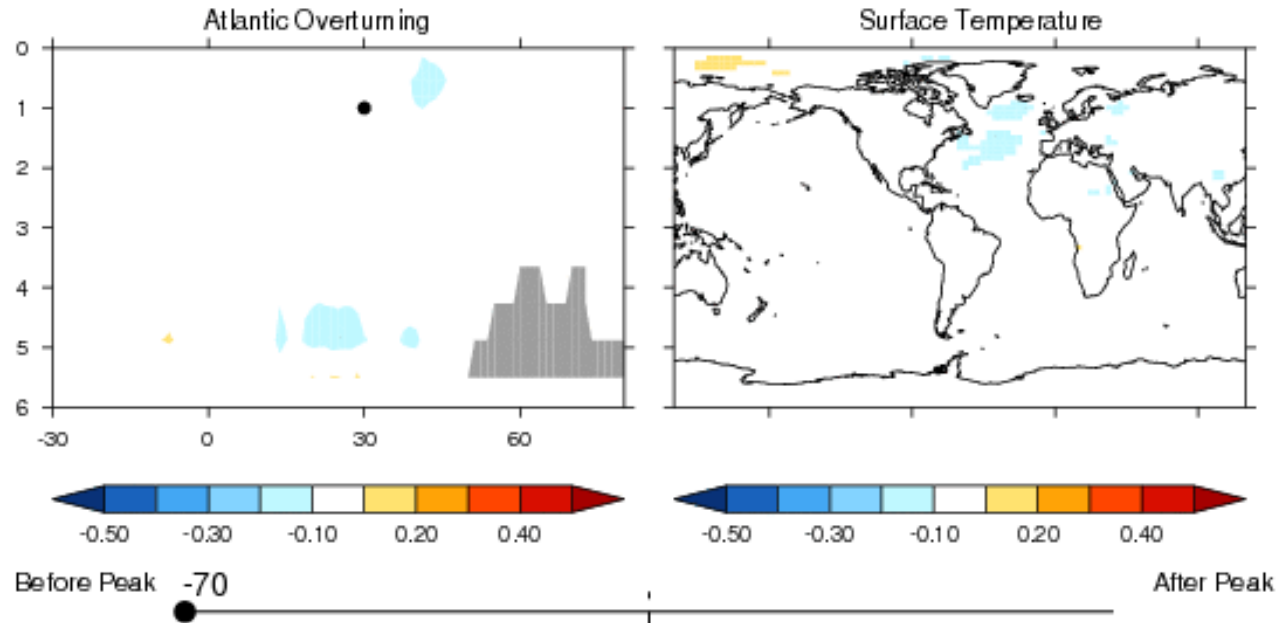 Atlantic Overturning
Surface Temperature
0
1
2
3
4
5
6
-30 0 30 60
-0.50 -0.30 -0.10 0.20 0.40
-0.50 -0.30 -0.10 0.20 0.40
Before Peak -70 After Peak